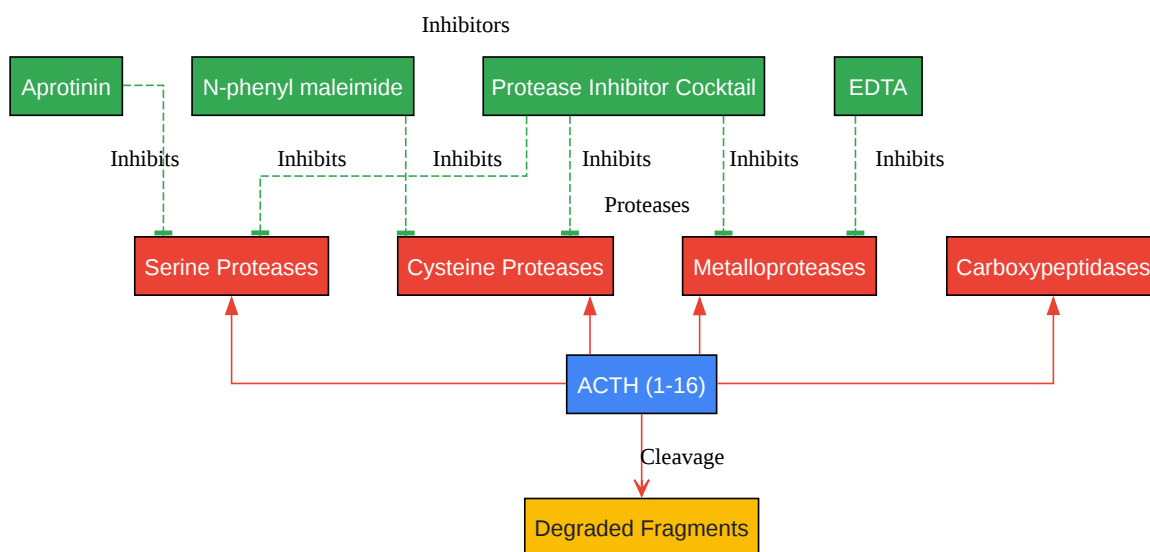 Inhibitors
Aprotinin
N-phenyl maleimide
Protease Inhibitor Cocktail
EDTA
Inhibits
Inhibits
Inhibits
Inhibits
Inhibits
Inhibits
Proteases
Serine Proteases
Cysteine Proteases
Metalloproteases
Carboxypeptidases
ACTH (1-16)
Cleavage
Degraded Fragments